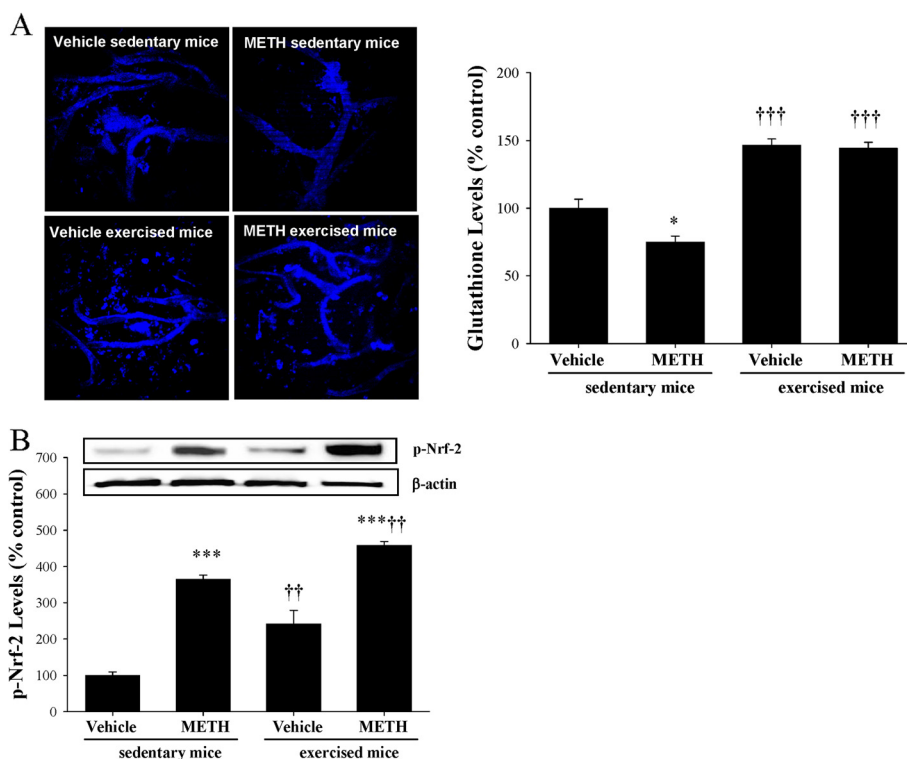 A
Vehicle sedentary mice
METH sedentary mice
Vehicle exercised mice
METH exercised mice
Glutathione Levels (% control)
200
150
100
50
0
*
†††
†††
Vehicle
METH
Vehicle
METH
sedentary mice
exercised mice
B
p-Nrf-2
β-actin
p-Nrf-2 Levels (% control)
700
600
500
400
300
200
100
0
***
††
***††
Vehicle
METH
Vehicle
METH
sedentary mice
exercised mice